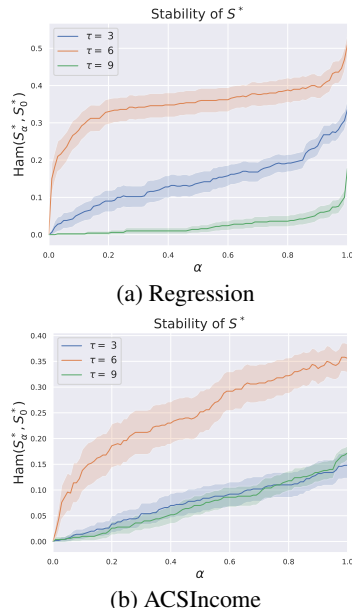 Stability of S*
τ = 3
τ = 6
τ = 9
0.5
0.4
0.3
0.2
0.1
0.0
Ham(S*α, S*0)
0.0 0.2 0.4 0.6 0.8 1.0
α
(a) Regression
Stability of S*
τ = 3
τ = 6
τ = 9
0.40
0.35
0.30
0.25
0.20
0.15
0.10
0.05
0.00
Ham(S*α, S*0)
0.0 0.2 0.4 0.6 0.8 1.0
α
(b) ACSIncome